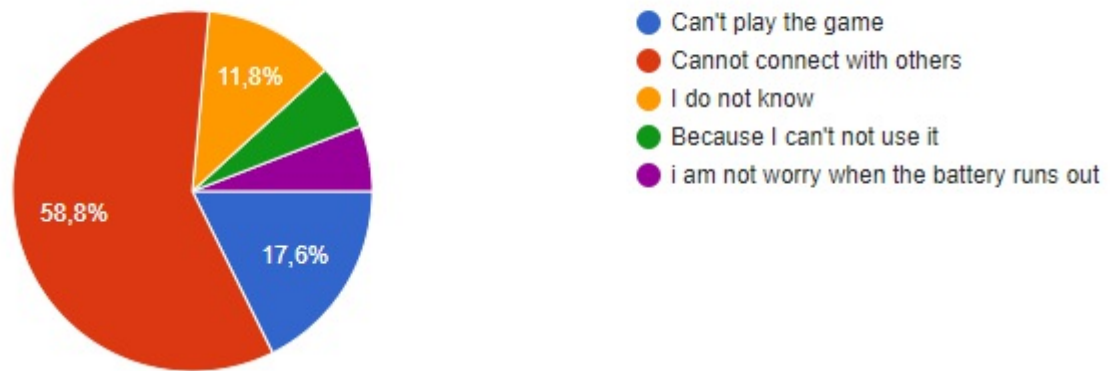 11,8%
58,8%
17,6%
Can't play the game
Cannot connect with others
I do not know
Because I can't not use it
i am not worry when the battery runs out